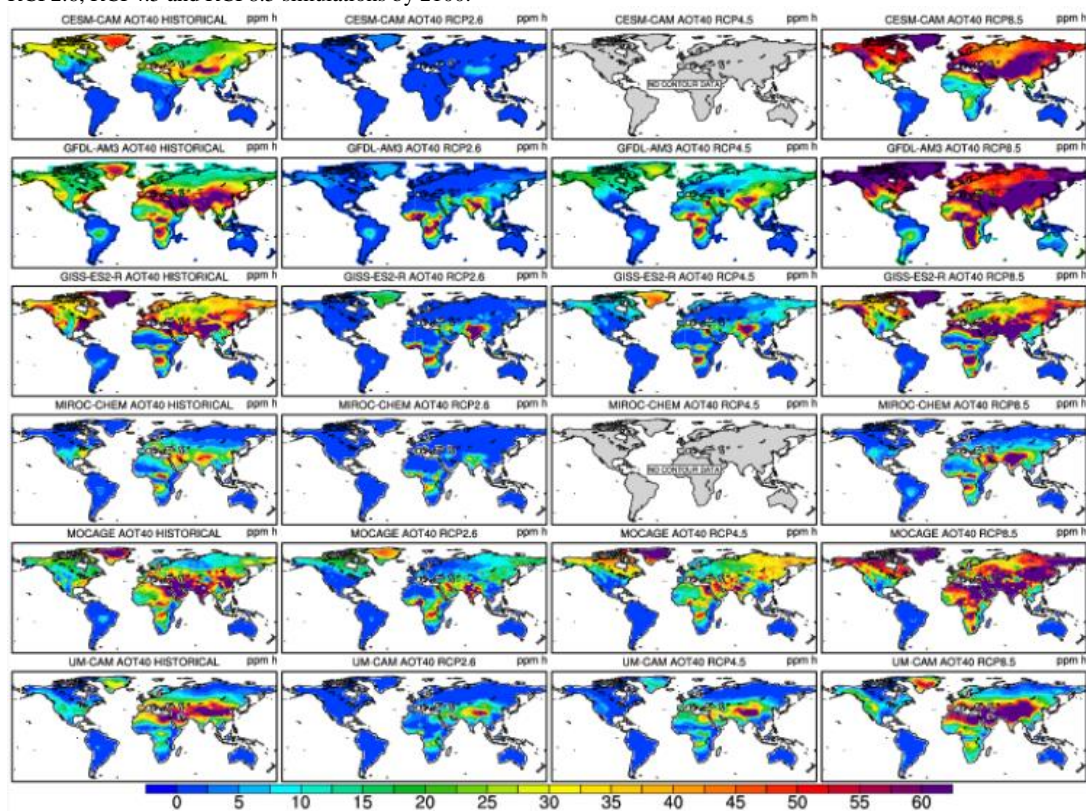 RCP2.6, RCP4.5 and RCP8.5 simulations by 2100.
CESM-CAM AOT40 HISTORICAL ppm h CESM-CAM AOT40 RCP2.6 ppm h CESM-CAM AOT40 RCP4.5 ppm h CESM-CAM AOT40 RCP8.5 ppm h
NO CONTOUR DATA
GFDL-AM3 AOT40 HISTORICAL ppm h GFDL-AM3 AOT40 RCP2.6 ppm h GFDL-AM3 AOT40 RCP4.5 ppm h GFDL-AM3 AOT40 RCP8.5 ppm h
GISS-ES2-R AOT40 HISTORICAL ppm h GISS-ES2-R AOT40 RCP2.6 ppm h GISS-ES2-R AOT40 RCP4.5 ppm h GISS-ES2-R AOT40 RCP8.5 ppm h
MIROC-CHEM AOT40 HISTORICAL ppm h MIROC-CHEM AOT40 RCP2.6 ppm h MIROC-CHEM AOT40 RCP4.5 ppm h MIROC-CHEM AOT40 RCP8.5 ppm h
NO CONTOUR DATA
MOCAGE AOT40 HISTORICAL ppm h MOCAGE AOT40 RCP2.6 ppm h MOCAGE AOT40 RCP4.5 ppm h MOCAGE AOT40 RCP8.5 ppm h
UM-CAM AOT40 HISTORICAL ppm h UM-CAM AOT40 RCP2.6 ppm h UM-CAM AOT40 RCP4.5 ppm h UM-CAM AOT40 RCP8.5 ppm h
0 5 10 15 20 25 30 35 40 45 50 55 60